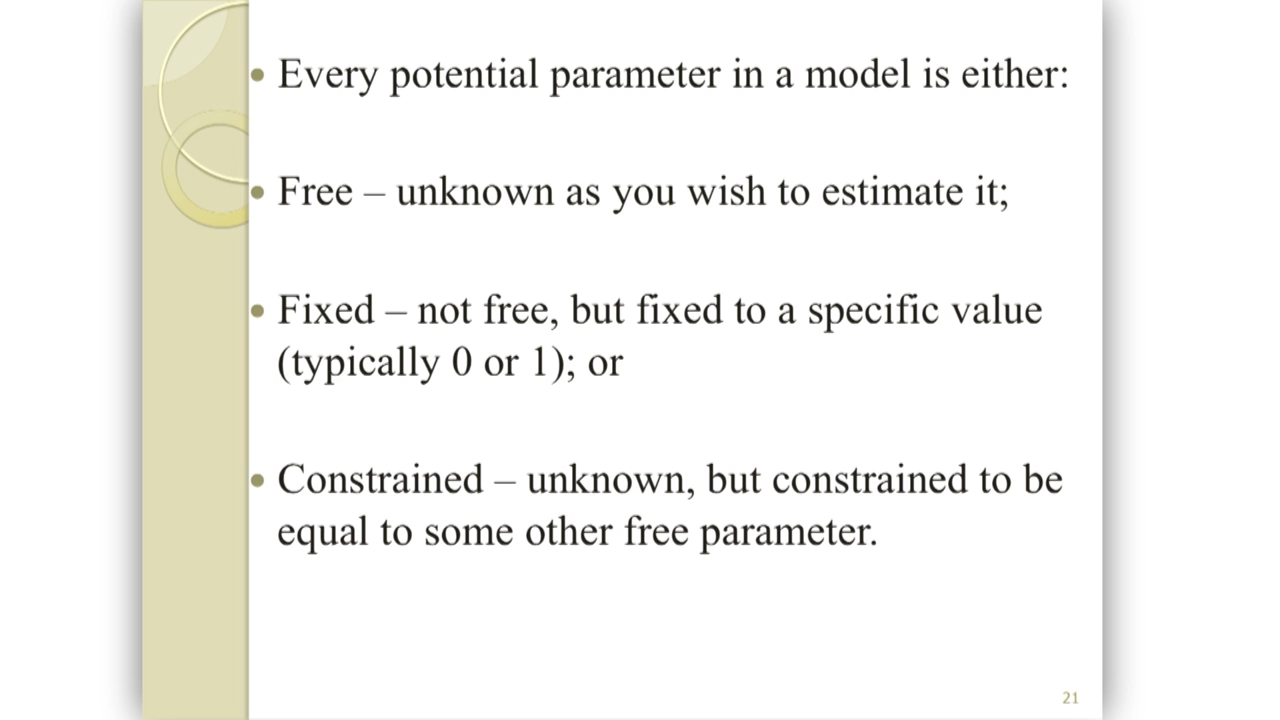 • Every potential parameter in a model is either:
• Free – unknown as you wish to estimate it;
• Fixed – not free, but fixed to a specific value
(typically 0 or 1); or
• Constrained – unknown, but constrained to be
equal to some other free parameter.
21